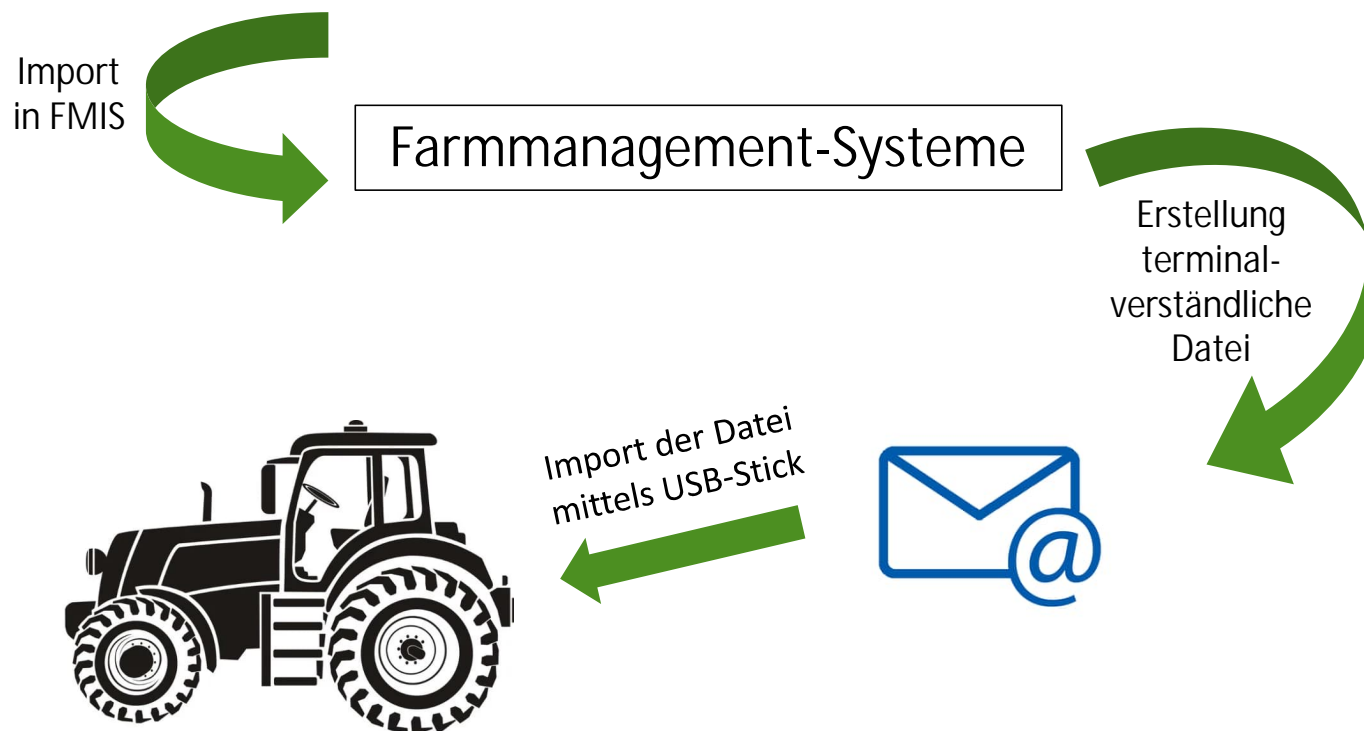 Import
in FMIS
Farmmanagement-Systeme
Erstellung
terminal-
verständliche
Datei
Import der Datei
mittels USB-Stick
@